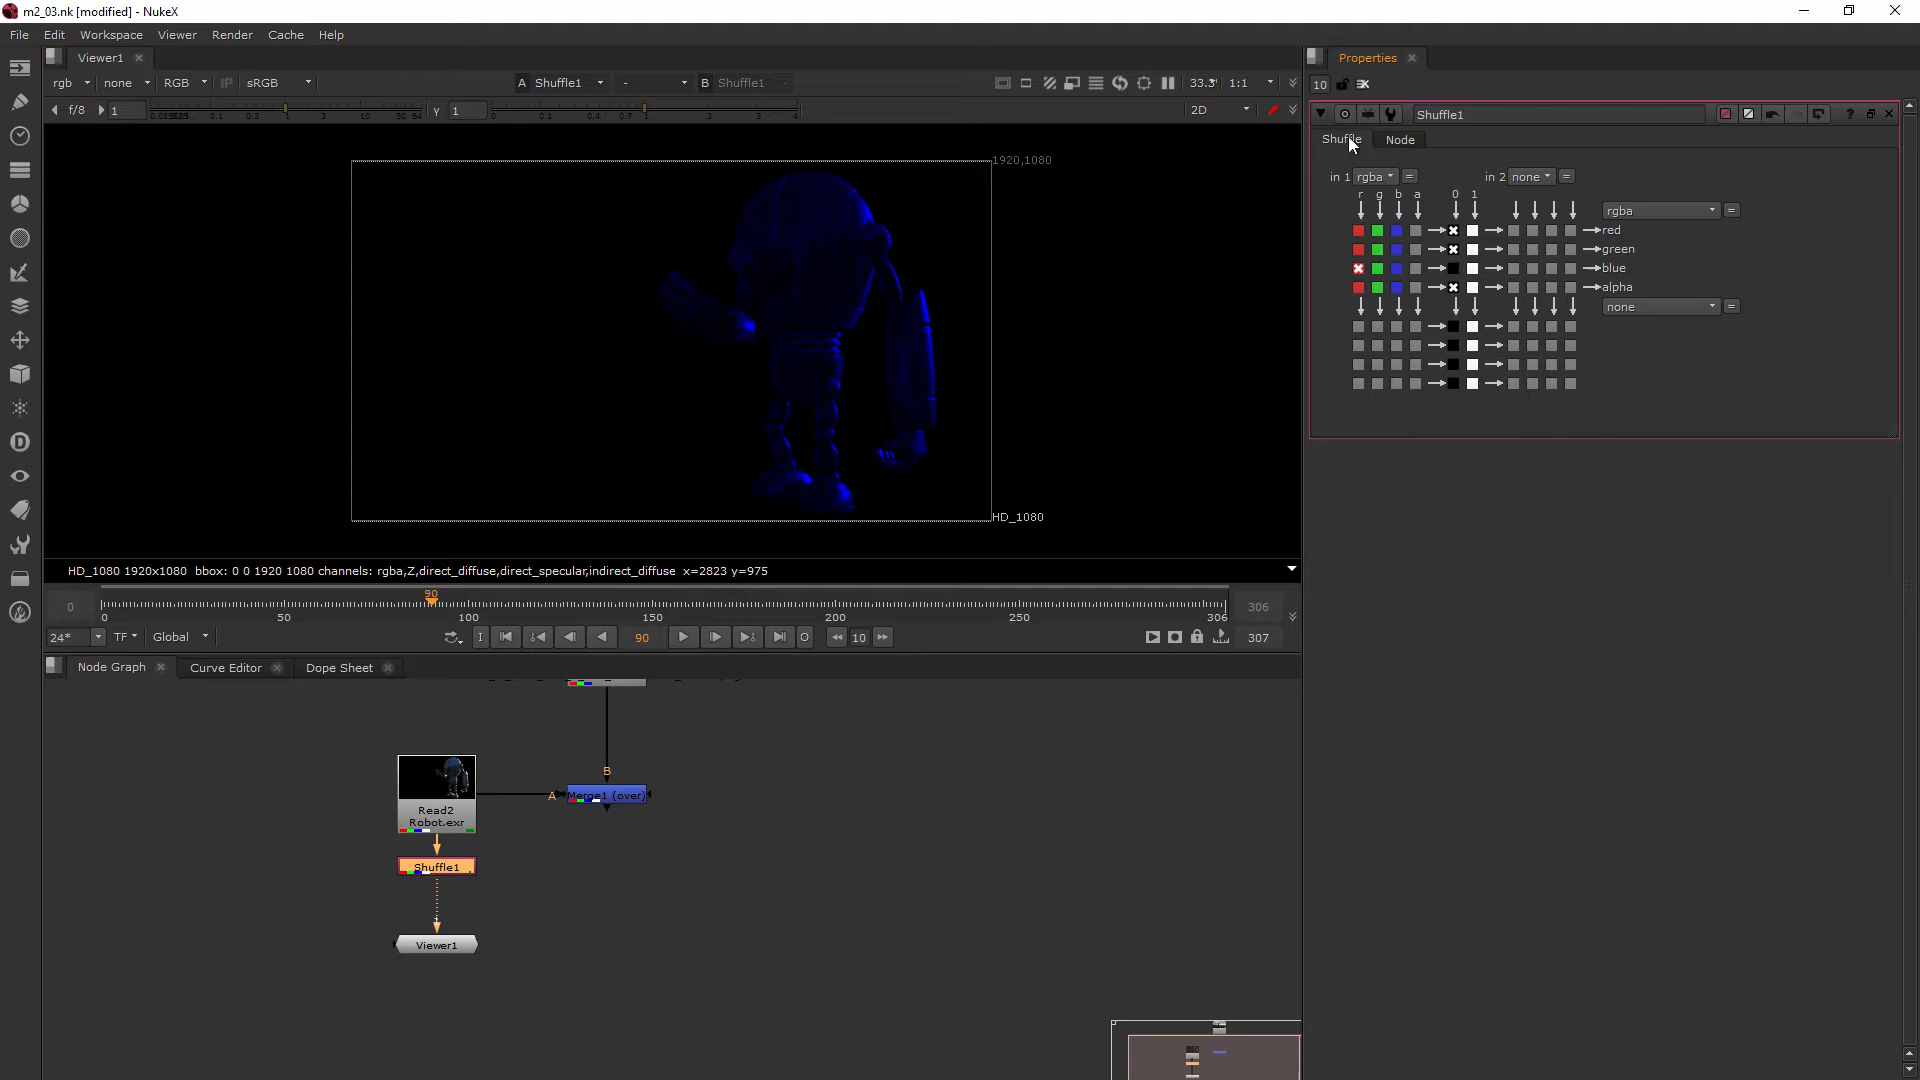 m2_03.nk [modified] - NukeX
File Edit Workspace Viewer Render Cache Help
Viewer1
Properties
rgb none RGB IP sRGB A Shuffle1 - B Shuffle1 33.3 1:1
10
f/8 1 Y 1 2D
Shuffle1
Shuffle Node
1920,1080
in 1 rgba = in 2 none =
r g b a 0 1
rgba =
red
green
blue
alpha
none =
HD_1080
HD_1080 1920x1080 bbox: 0 0 1920 1080 channels: rgba,Z,direct_diffuse,direct_specular,indirect_diffuse x=2823 y=975
90
0 306
0 50 100 150 200 250 306
24* TF Global I 90 O 10 307
Node Graph Curve Editor Dope Sheet
B
A Merge1 (over)
Read2
Robot.exr
Shuffle1
1
Viewer1